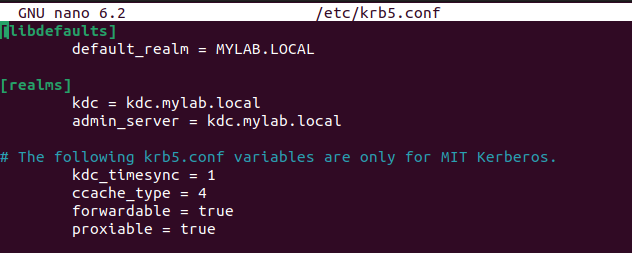 GNU nano 6.2 /etc/krb5.conf
[libdefaults]
default_realm = MYLAB.LOCAL
[realms]
kdc = kdc.mylab.local
admin_server = kdc.mylab.local
# The following krb5.conf variables are only for MIT Kerberos.
kdc_timesync = 1
ccache_type = 4
forwardable = true
proxiable = true